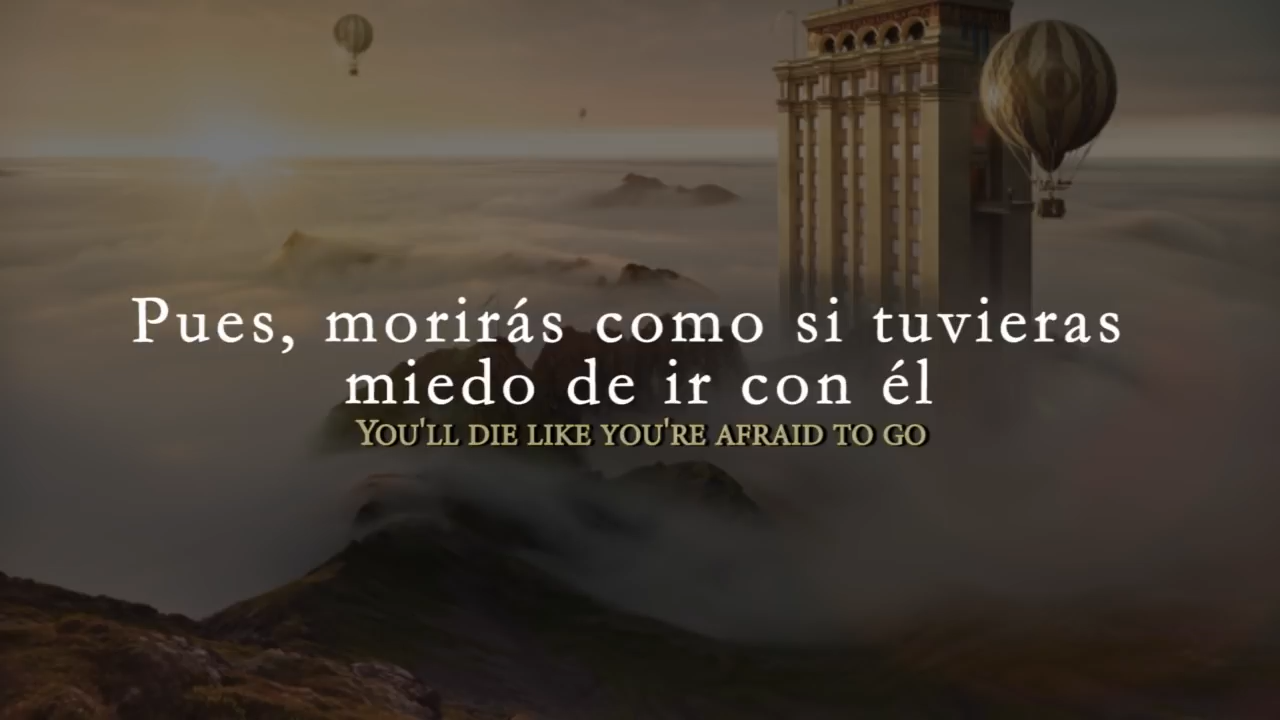 Pues, morirás como si tuvieras
miedo de ir con él
YOU'LL DIE LIKE YOU'RE AFRAID TO GO